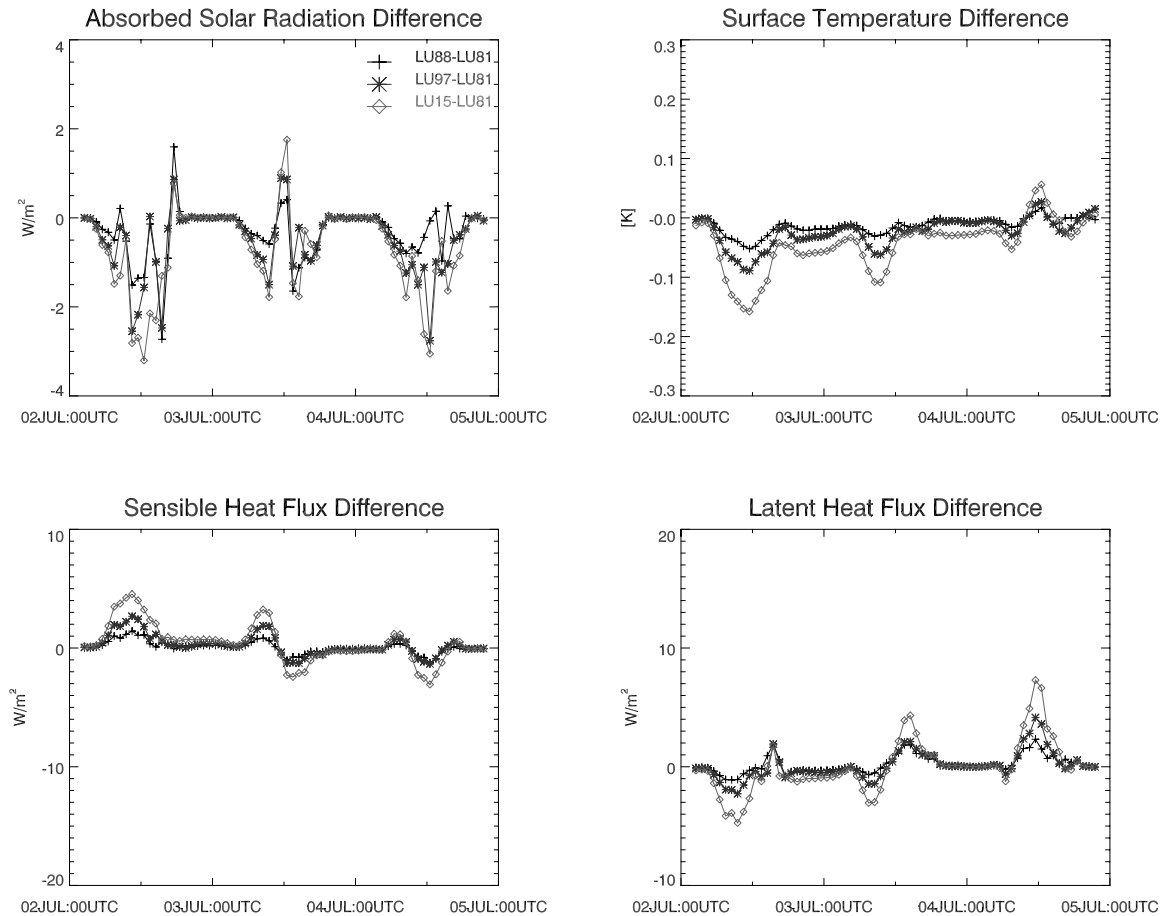 Absorbed Solar Radiation Difference
4
2
0
-2
-4
W/m²
LU88-LU81
LU97-LU81
LU15-LU81
02JUL:00UTC 03JUL:00UTC 04JUL:00UTC 05JUL:00UTC
Surface Temperature Difference
0.3
0.2
0.1
-0.0
-0.1
-0.2
-0.3
[K]
02JUL:00UTC 03JUL:00UTC 04JUL:00UTC 05JUL:00UTC
Sensible Heat Flux Difference
10
0
-10
-20
W/m²
02JUL:00UTC 03JUL:00UTC 04JUL:00UTC 05JUL:00UTC
Latent Heat Flux Difference
20
10
0
-10
W/m²
02JUL:00UTC 03JUL:00UTC 04JUL:00UTC 05JUL:00UTC